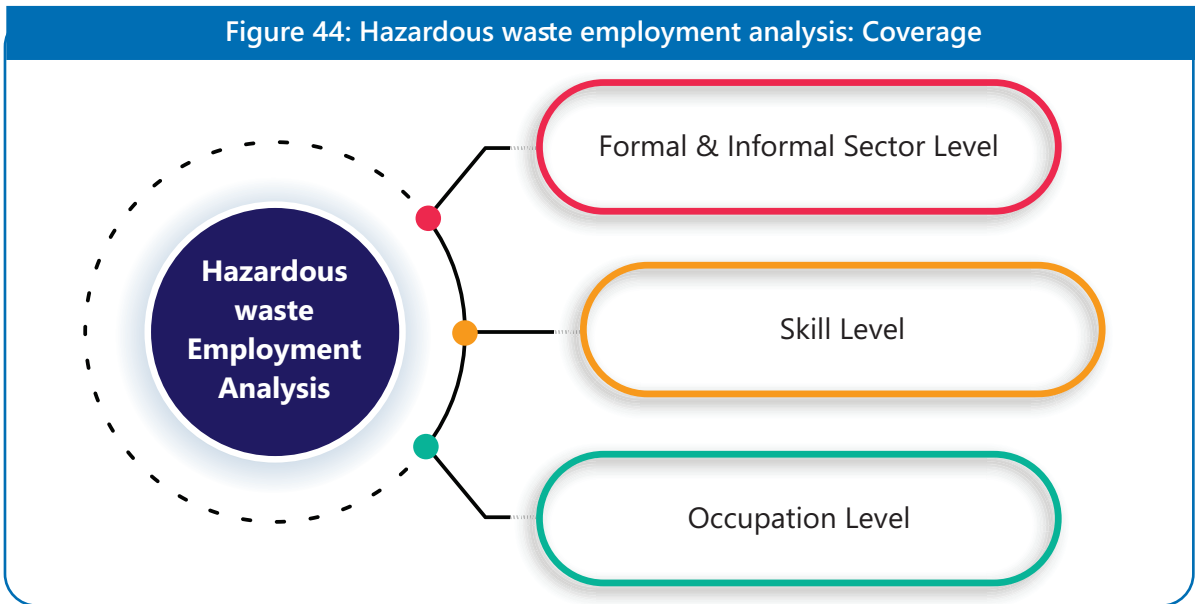 Figure 44: Hazardous waste employment analysis: Coverage
Formal & Informal Sector Level
Hazardous
waste
Employment
Analysis
Skill Level
Occupation Level